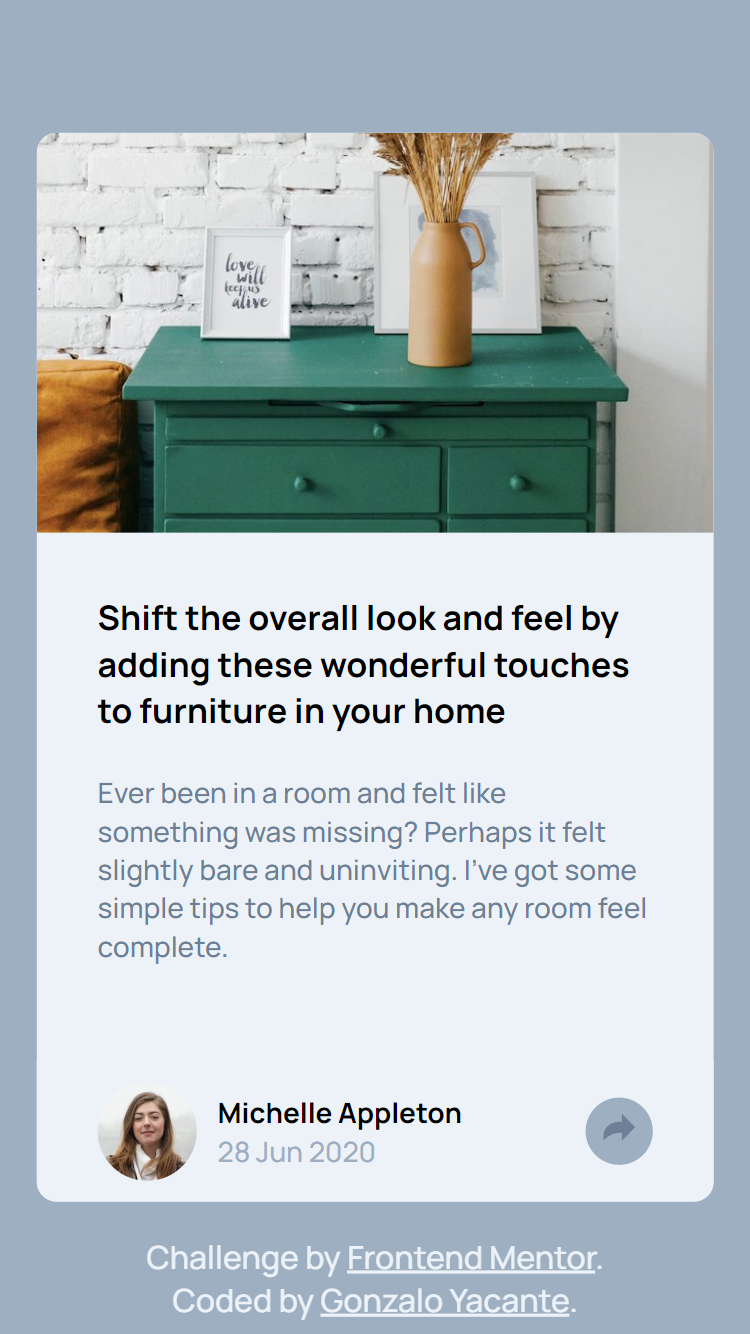 love
will
keep us
alive
Shift the overall look and feel by
adding these wonderful touches
to furniture in your home
Ever been in a room and felt like
something was missing? Perhaps it felt
slightly bare and uninviting. I’ve got some
simple tips to help you make any room feel
complete.
Michelle Appleton
28 Jun 2020
Challenge by Frontend Mentor.
Coded by Gonzalo Yacante.